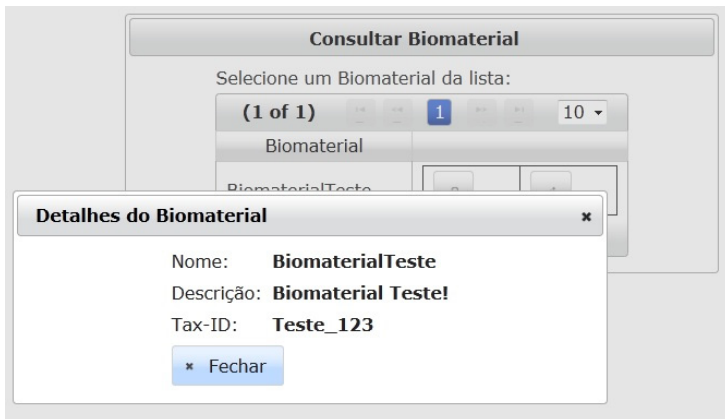 Consultar Biomaterial
Selecione um Biomaterial da lista:
(1 of 1) 1 10
Biomaterial
BiomaterialTeste
Detalhes do Biomaterial
Nome: BiomaterialTeste
Descrição: Biomaterial Teste!
Tax-ID: Teste_123
Fechar